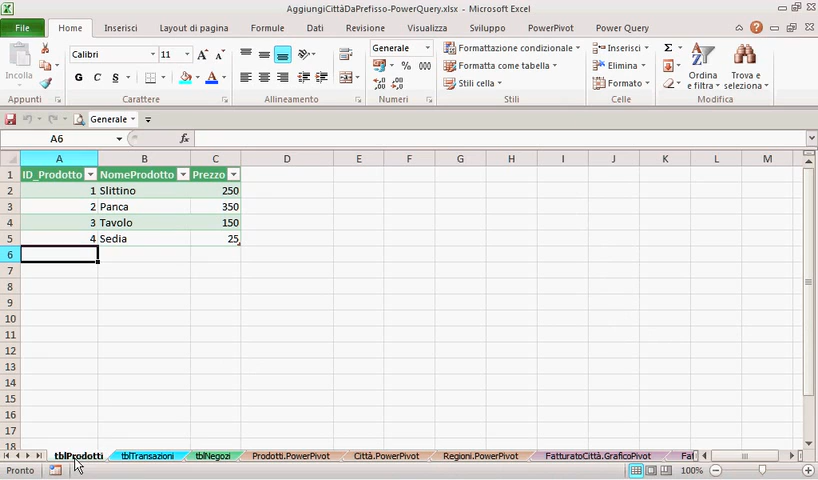 AggiungiCittàDaPrefisso-PowerQuery.xlsx - Microsoft Excel
File Home Inserisci Layout di pagina Formule Dati Revisione Visualizza Sviluppo PowerPivot Power Query
Incolla
Calibri 11
G C S
Generale
% 000
Formattazione condizionale
Formata come tabella
Stili cella
Inserisci
Elimina
Formato
Σ
Ordina e filtra
Trova e seleziona
Appunti Carattere Allineamento Numeri Stili Celle Modifica
Generale
A6 fx
A B C D E F G H I J K L M
1 ID_Prodotto NomeProdotto Prezzo
2 1 Slittino 250
3 2 Panca 350
4 3 Tavolo 150
5 4 Sedia 25
6
7
8
9
10
11
12
13
14
15
16
17
18
tblProdotti tblTransazioni tblNegozi Prodotti.PowerPivot Città.PowerPivot Regioni.PowerPivot FatturatoCittà.GraficoPivot
Pronto 100%